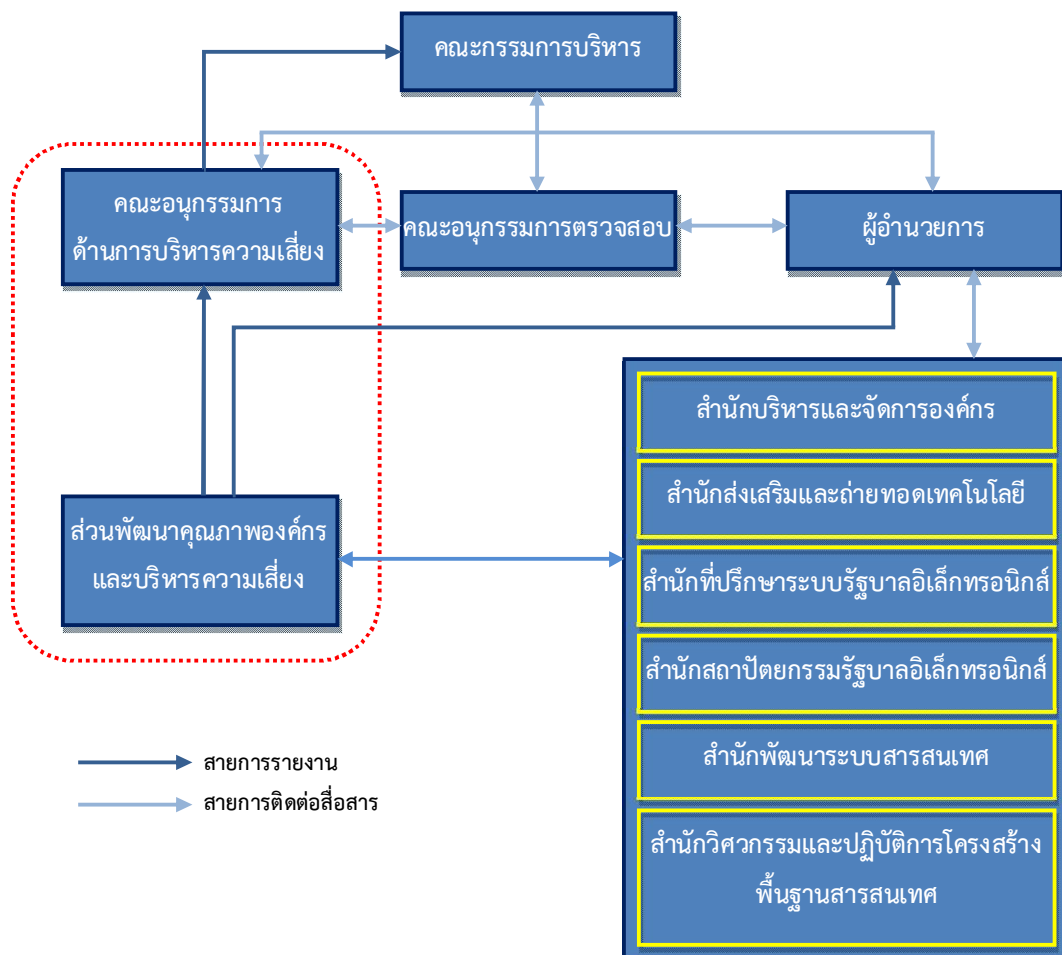 คณะกรรมการบริหาร
คณะอนุกรรมการ
ด้านการบริหารความเสี่ยง
คณะอนุกรรมการตรวจสอบ
ผู้อำนวยการ
สำนักบริหารและจัดการองค์กร
สำนักส่งเสริมและถ่ายทอดเทคโนโลยี
ส่วนพัฒนาคุณภาพองค์กร
และบริหารความเสี่ยง
สำนักที่ปรึกษาระบบรัฐบาลอิเล็กทรอนิกส์
สำนักสถาปัตยกรรมรัฐบาลอิเล็กทรอนิกส์
สำนักพัฒนาระบบสารสนเทศ
สำนักวิศวกรรมและปฏิบัติการโครงสร้าง
พื้นฐานสารสนเทศ
สายการรายงาน
สายการติดต่อสื่อสาร